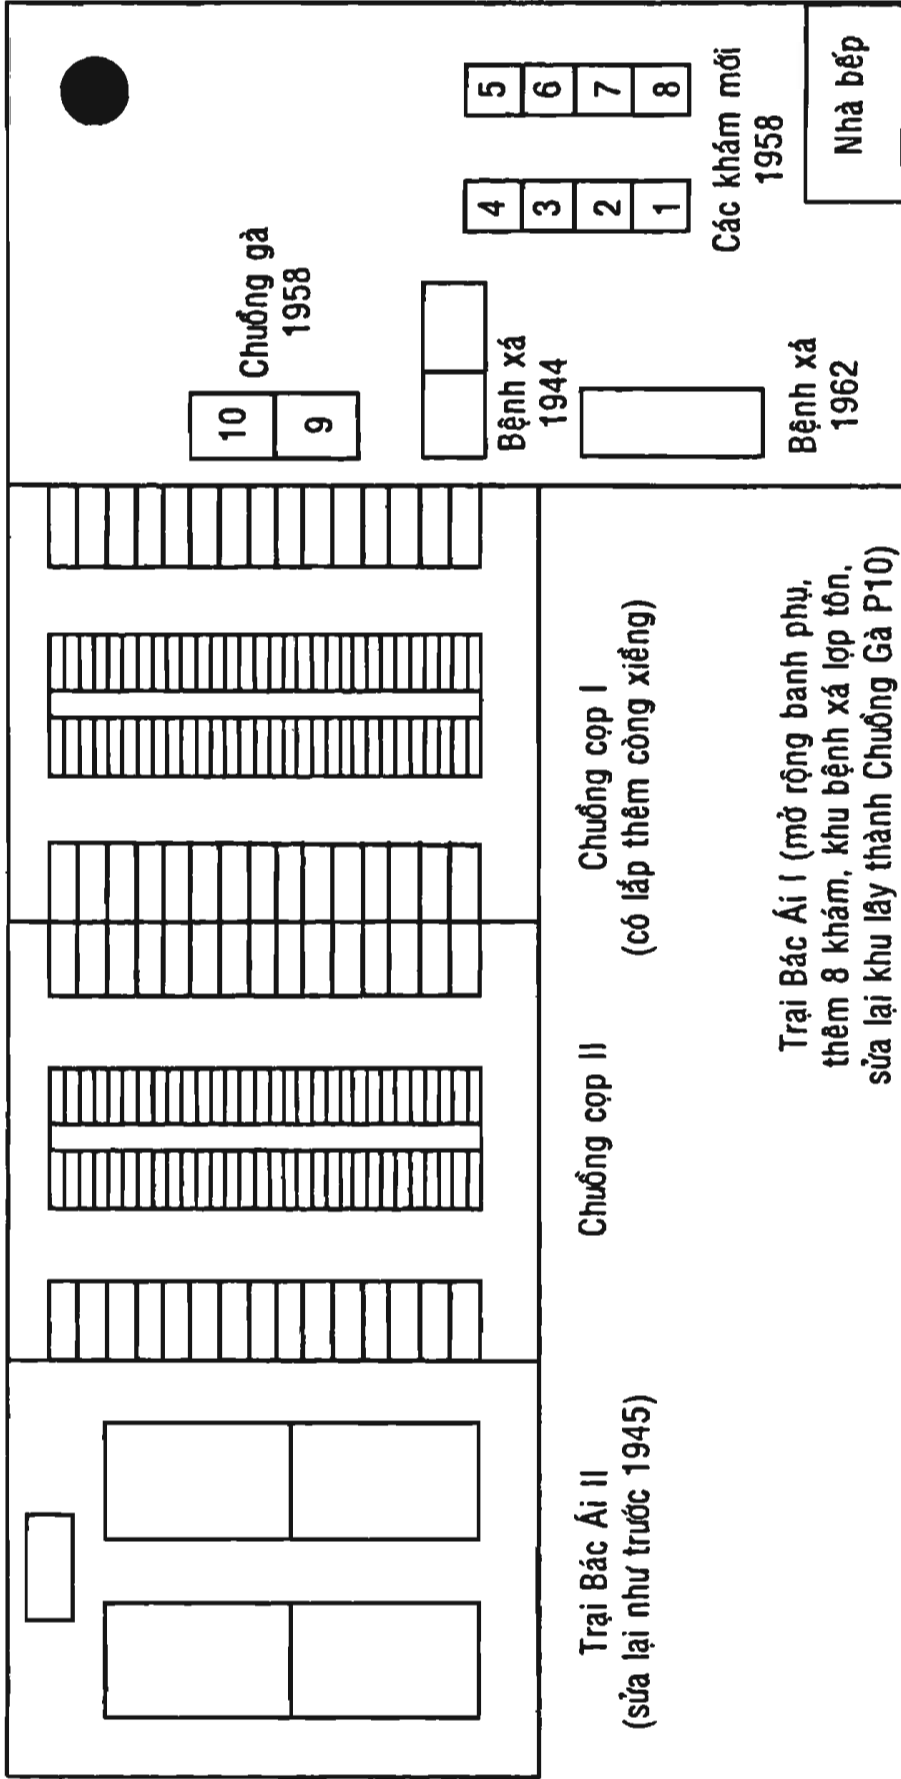 Trại Bác Ái II
(sửa lại như trước 1945)
Chuồng cọp II
Chuồng cọp I
(có lắp thêm còng xiềng)
Trại Bác Ái I (mở rộng banh phụ,
thêm 8 khám, khu bệnh xá lợp tôn,
sửa lại khu lây thành Chuồng Gà P10)
Chuồng gà
1958
10
9
Bệnh xá
1944
Bệnh xá
1962
4
3
2
1
5
6
7
8
Các khám mới
1958
Nhà bếp